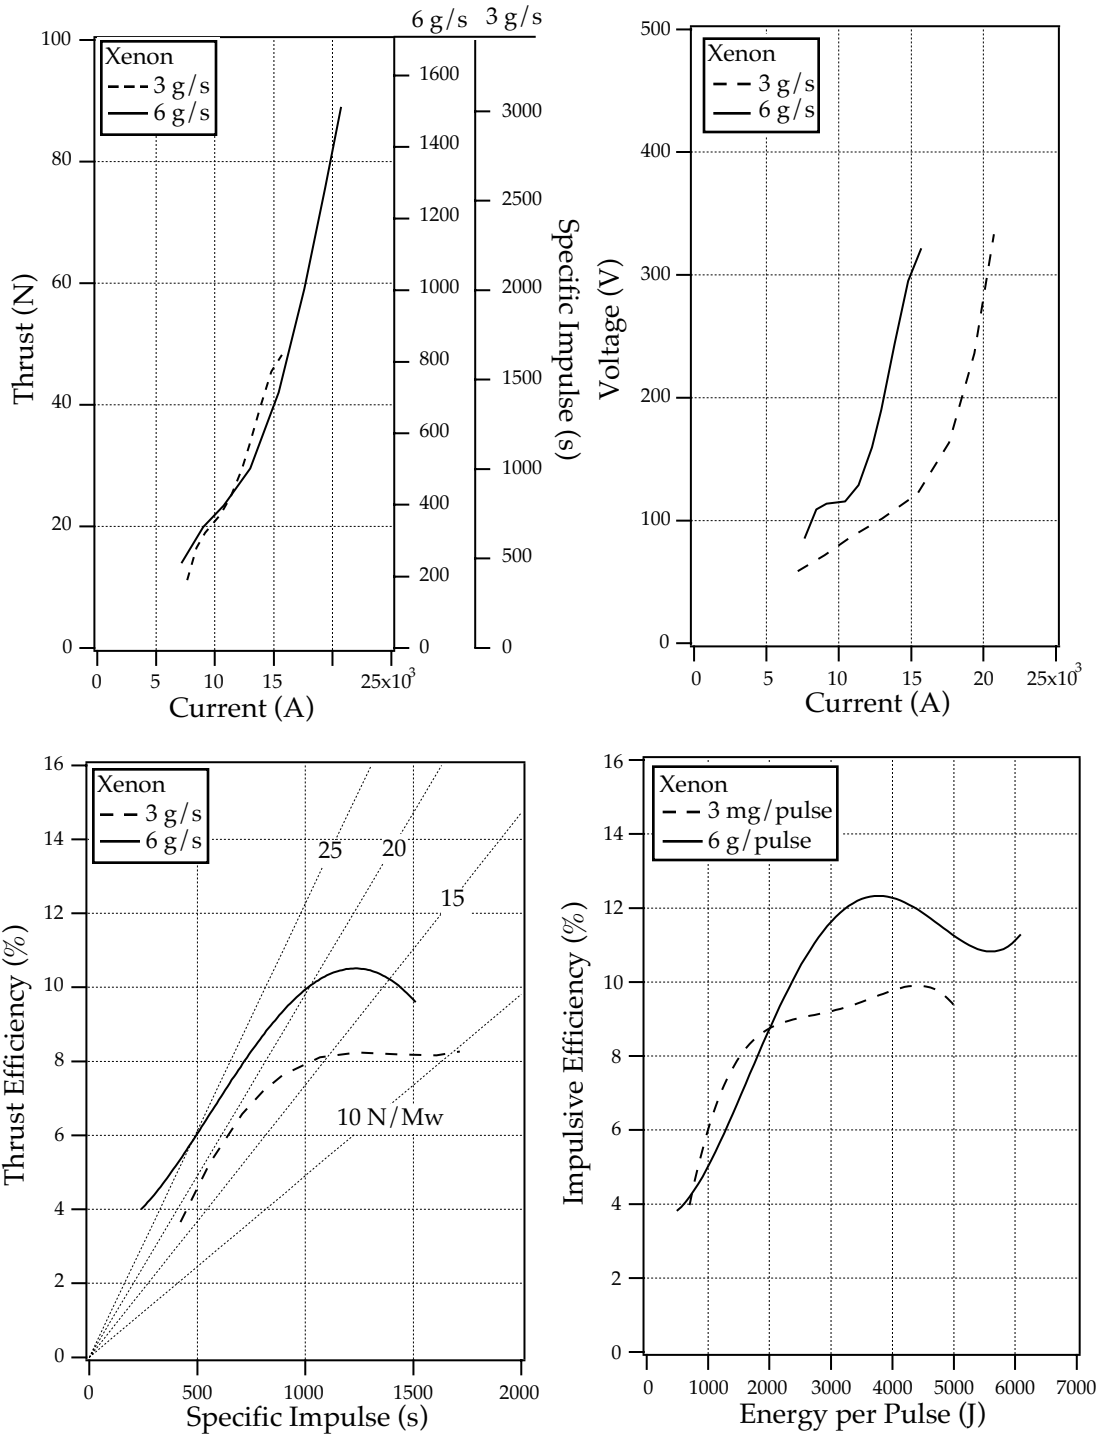 6 g/s 3 g/s
100
80
60
40
20
0
Thrust (N)
Xenon
3 g/s
6 g/s
1600
1400
1200
1000
800
600
400
200
0
3000
2500
2000
1500
1000
500
0
Specific Impulse (s)
0 5 10 15 25x10³
Current (A)
500
400
300
200
100
0
Voltage (V)
Xenon
3 g/s
6 g/s
0 5 10 15 20 25x10³
Current (A)
16
14
12
10
8
6
4
2
0
Thrust Efficiency (%)
Xenon
3 g/s
6 g/s
25 20
15
10 N/Mw
0 500 1000 1500 2000
Specific Impulse (s)
16
14
12
10
8
6
4
2
0
Impulsive Efficiency (%)
Xenon
3 mg/pulse
6 g/pulse
0 1000 2000 3000 4000 5000 6000 7000
Energy per Pulse (J)